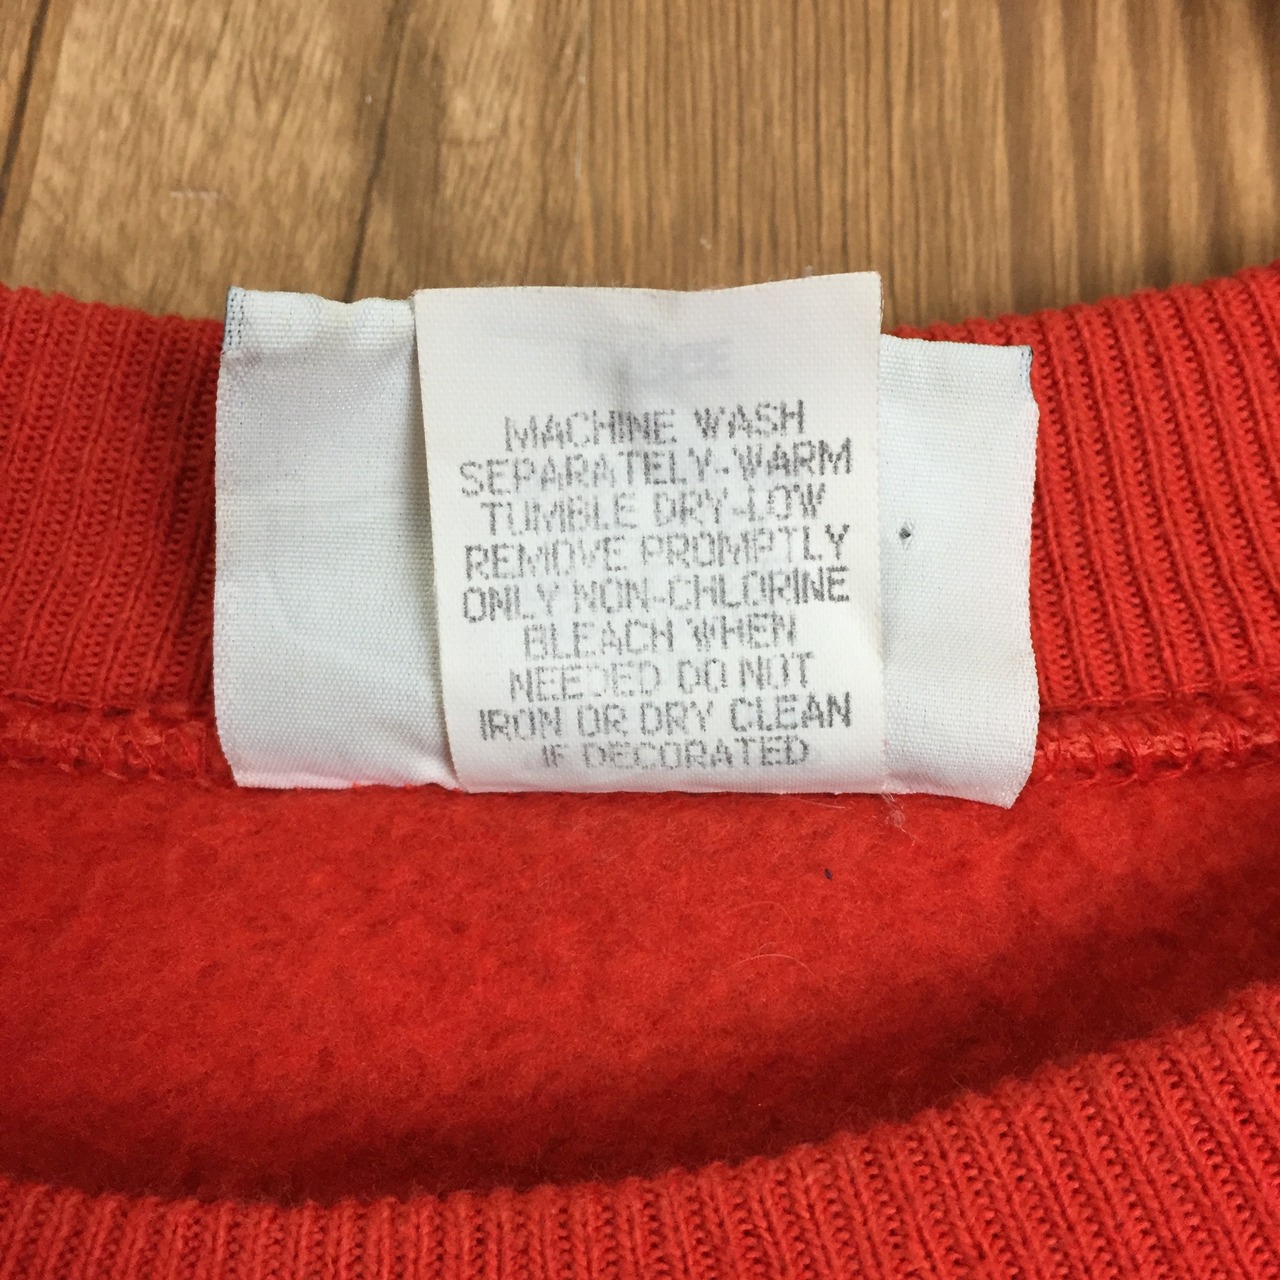 MACHINE WASH
SEPARATELY-WARM
TUMBLE DRY-LOW
REMOVE PROMPTLY
ONLY NON-CHLORINE
BLEACH WHEN
NEEDED DO NOT
IRON OR DRY CLEAN
IF DECORATED